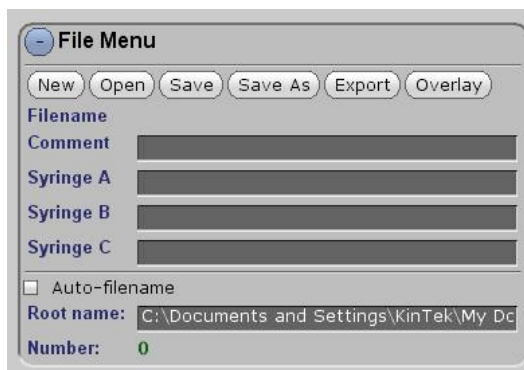 File Menu
New Open Save Save As Export Overlay
Filename
Comment
Syringe A
Syringe B
Syringe C
Auto-filename
Root name: C:\Documents and Settings\KinTek\My Dc
Number: 0